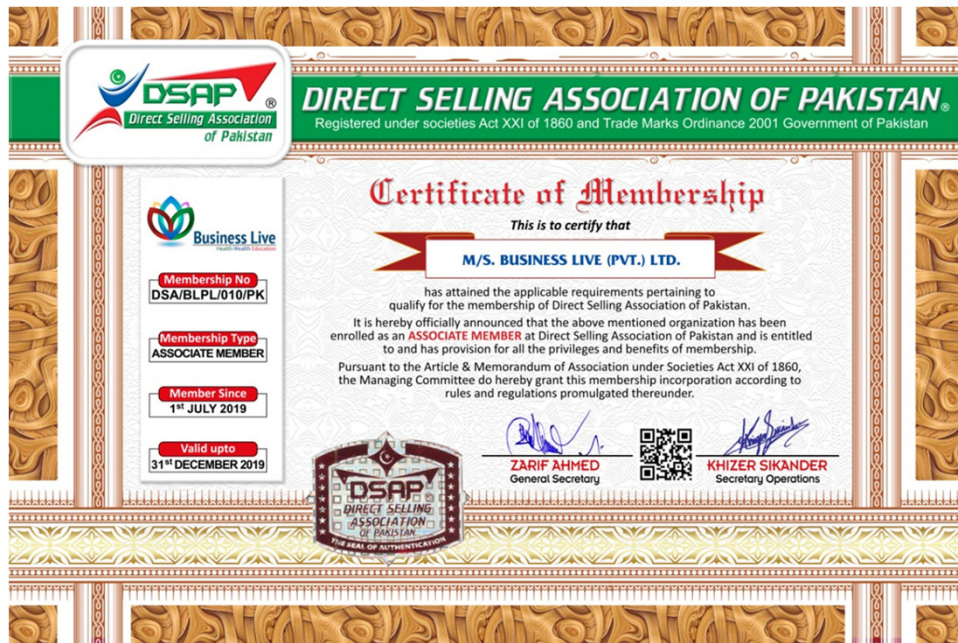 DSAP ®
Direct Selling Association
of Pakistan
DIRECT SELLING ASSOCIATION OF PAKISTAN®
Registered under societies Act XXI of 1860 and Trade Marks Ordinance 2001 Government of Pakistan
Business Live
Health Wealth Education
Membership No
DSA/BLPL/010/PK
Membership Type
ASSOCIATE MEMBER
Member Since
1st JULY 2019
Valid upto
31st DECEMBER 2019
Certificate of Membership
This is to certify that
M/S. BUSINESS LIVE (PVT.) LTD.
has attained the applicable requirements pertaining to
qualify for the membership of Direct Selling Association of Pakistan.
It is hereby officially announced that the above mentioned organization has been
enrolled as an ASSOCIATE MEMBER at Direct Selling Association of Pakistan and is entitled
to and has provision for all the privileges and benefits of membership.
Pursuant to the Article & Memorandum of Association under Societies Act XXI of 1860,
the Managing Committee do hereby grant this membership incorporation according to
rules and regulations promulgated thereunder.
ZARIF AHMED
General Secretary
KHIZER SIKANDER
Secretary Operations
DSAP
DIRECT SELLING
ASSOCIATION
OF PAKISTAN
THE SEAL OF AUTHENTICATION